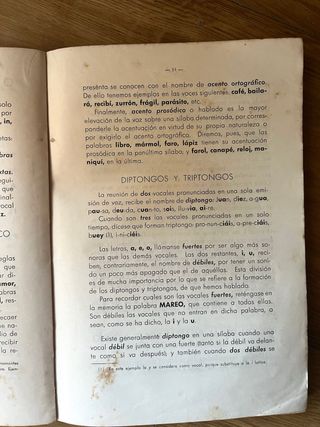 — 11 —
presénta se conocen con el nombre de acento ortográfico.
De ello tenemos ejemplos en las voces siguientes: café, baila-
rá, recibí, zurrón, frágil, parásito, etc.
Finalmente, acento prosódico o hablado es la mayor
elevación de la voz sobre una sílaba determinada, por corres-
ponderle la acentuación en virtud de su propia naturaleza o
por exigirlo el acento ortográfico. Diremos, pues, que las
palabras libro, mármol, faro, lápiz tienen su acentuación
prosódica en la penúltima sílaba, y farol, canapé, reloj, ma-
niquí, en la última.
DIPTONGOS Y TRIPTONGOS
La reunión de dos vocales pronunciadas en una sola emi-
sión de voz, recibe el nombre de diptongo: Juan, diez, a-gua,
pau-sa, deu-da, cuan-to, sois, llu-via, ai-re.
Cuando son tres las vocales pronunciadas en un solo
tiempo, dícese que forman triptongo: pro-nun-ciáis, a-pre-ciáis,
buey (1), i-ni-ciéis.
Las letras, a, e, o, llámanse fuertes por ser algo más so-
noras que las demás vocales. Las dos restantes, i, u, reci-
ben, contrariamente, el nombre de débiles, por tener un soni-
do un poco más apagado que el de aquéllas. Esta división es
de mucha importancia por lo que se refiere a la formación
de los diptongos y triptongos, de que hemos hablado.
Para recordar cuáles son las vocales fuertes, reténgase en
la memoria la palabra MAREO, que contiene a todas ellas.
Son débiles las vocales que no entran en dicha palabra, o
sean, como se ha dicho, la i y la u.
Existe generalmente diptongo en una sílaba cuando una
vocal débil se junta con una fuerte (tanto si la débil va delan-
te como si va después); y también cuando dos débiles se
(1) En este ejemplo la y se considera como vocal, porque substituye a la i latina.